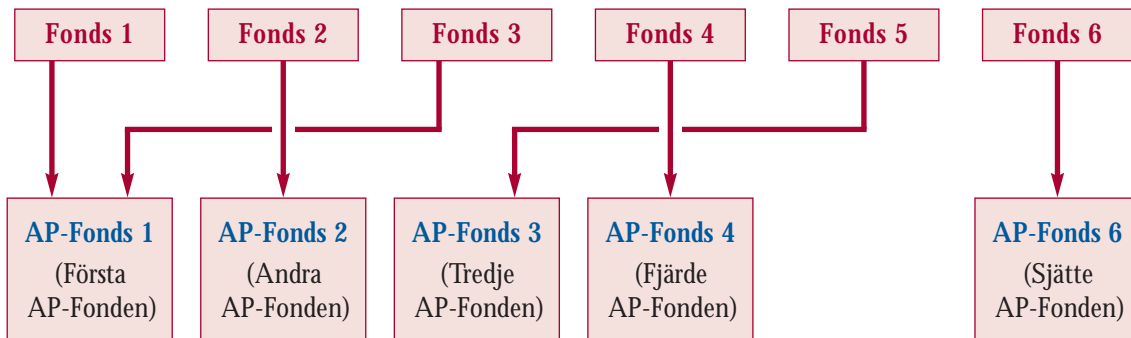 Fonds 1
Fonds 2
Fonds 3
Fonds 4
Fonds 5
Fonds 6
AP-Fonds 1
(Första
AP-Fonden)
AP-Fonds 2
(Andra
AP-Fonden)
AP-Fonds 3
(Tredje
AP-Fonden)
AP-Fonds 4
(Fjärde
AP-Fonden)
AP-Fonds 6
(Sjätte
AP-Fonden)